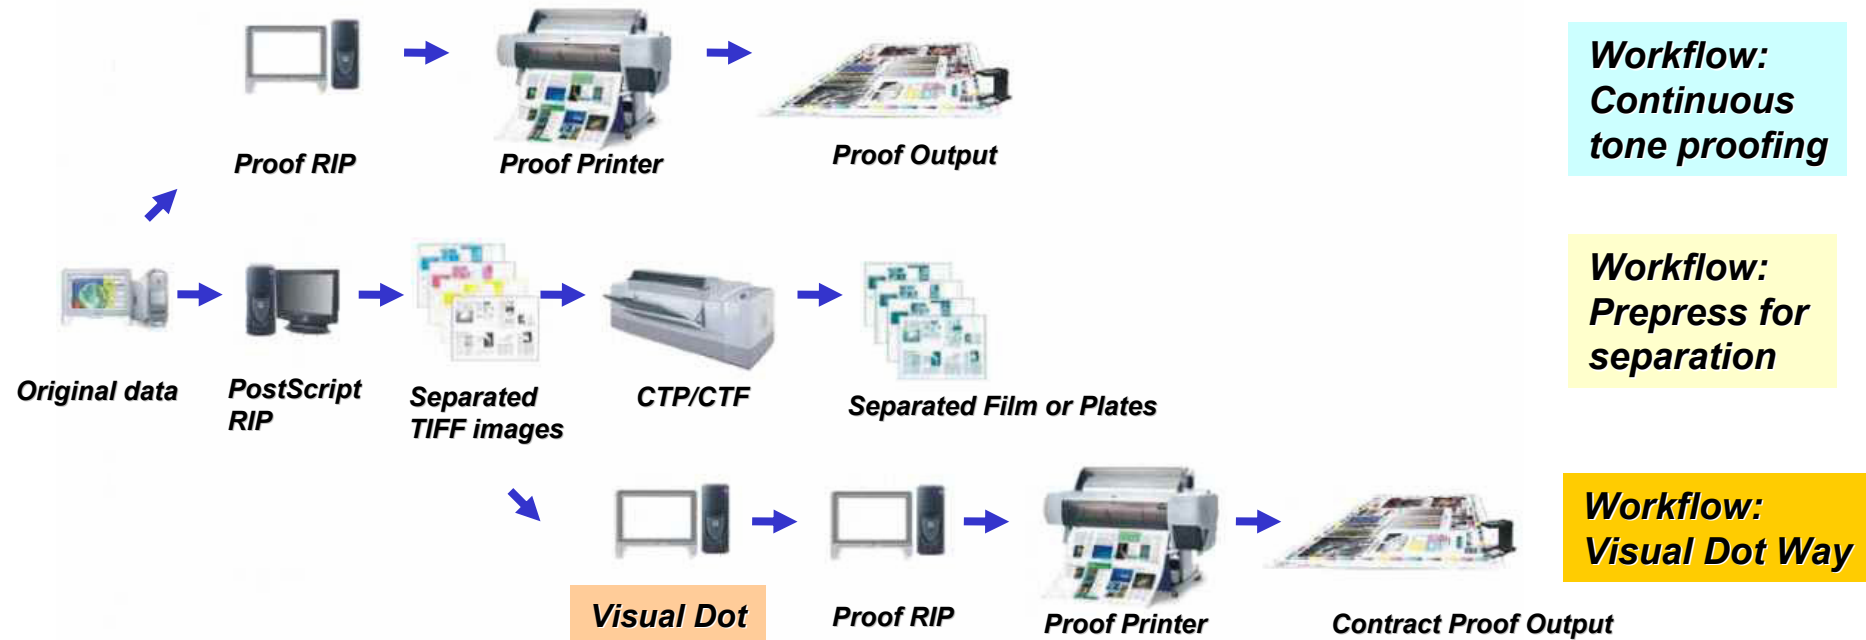 Workflow:
Continuous
tone proofing
Proof RIP
Proof Printer
Proof Output
Workflow:
Prepress for
separation
Original data
PostScript
RIP
Separated
TIFF images
CTP/CTF
Separated Film or Plates
Workflow:
Visual Dot Way
Visual Dot
Proof RIP
Proof Printer
Contract Proof Output